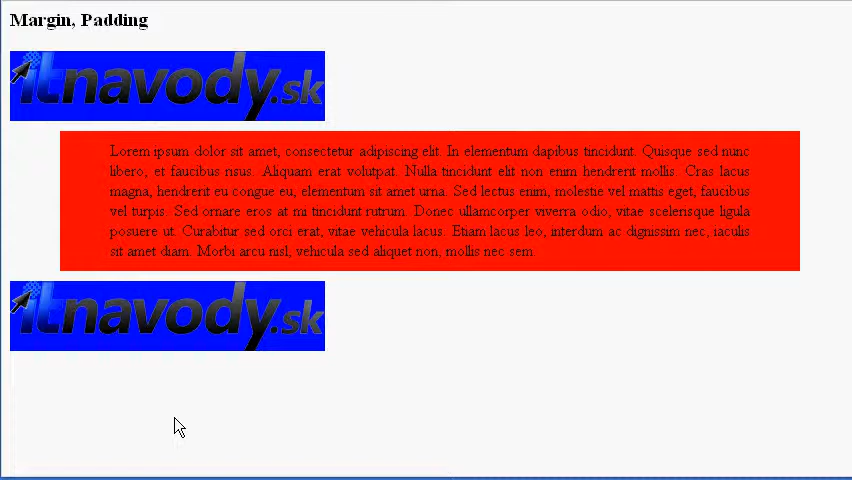 Margin, Padding
itnavody.sk
Lorem ipsum dolor sit amet, consectetur adipiscing elit. In elementum dapibus tincidunt. Quisque sed nunc
libero, et faucibus risus. Aliquam erat volutpat. Nulla tincidunt elit non enim hendrerit mollis. Cras lacus
magna, hendrerit eu congue eu, elementum sit amet urna. Sed lectus enim, molestie vel mattis eget, faucibus
vel turpis. Sed ornare eros at mi tincidunt rutrum. Donec ullamcorper viverra odio, vitae scelerisque ligula
posuere ut. Curabitur sed orci erat, vitae vehicula lacus. Etiam lacus leo, interdum ac dignissim nec, iaculis
sit amet diam. Morbi arcu nisl, vehicula sed aliquet non, mollis nec sem.
itnavody.sk